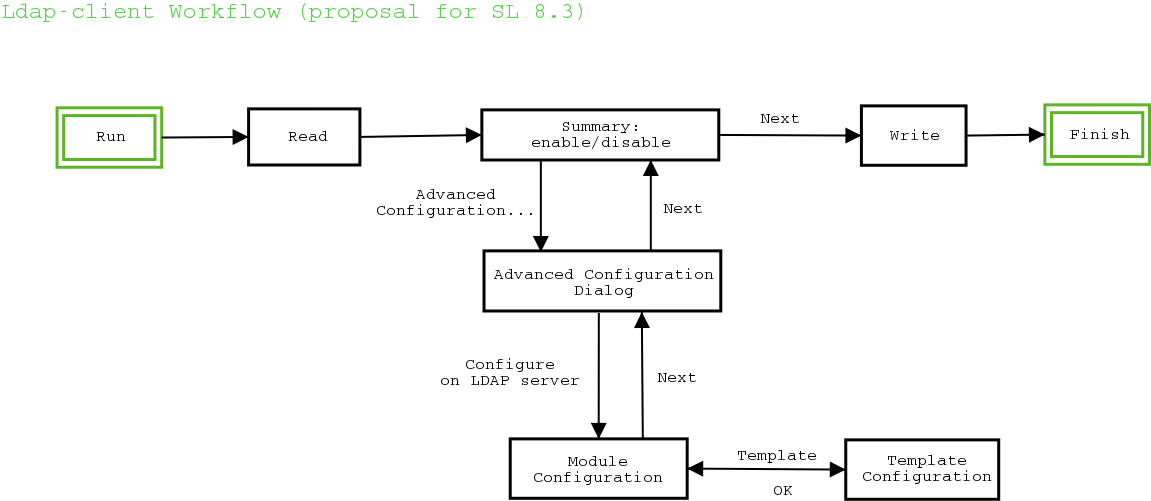 Ldap-client Workflow (proposal for SL 8.3)
Run
Read
Summary:
enable/disable
Next
Write
Finish
Advanced
Configuration...
Next
Advanced Configuration
Dialog
Configure
on LDAP server
Next
Module
Configuration
Template
OK
Template
Configuration